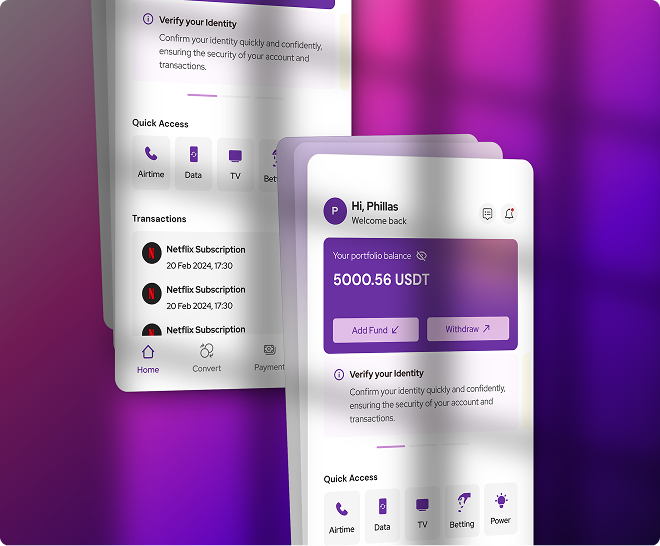 Verify your Identity
Confirm your identity quickly and confidently,
ensuring the security of your account and
transactions.
Quick Access
Airtime
Data
TV
Bett
Transactions
Netflix Subscription
20 Feb 2024, 17:30
Netflix Subscription
20 Feb 2024, 17:30
Netflix Subscription
Home
Convert
Payment
P
Hi, Phillas
Welcome back
Your portfolio balance
5000.56 USDT
Add Fund
Withdraw
Verify your Identity
Confirm your identity quickly and confidently,
ensuring the security of your account and
transactions.
Quick Access
Airtime
Data
TV
Betting
Power